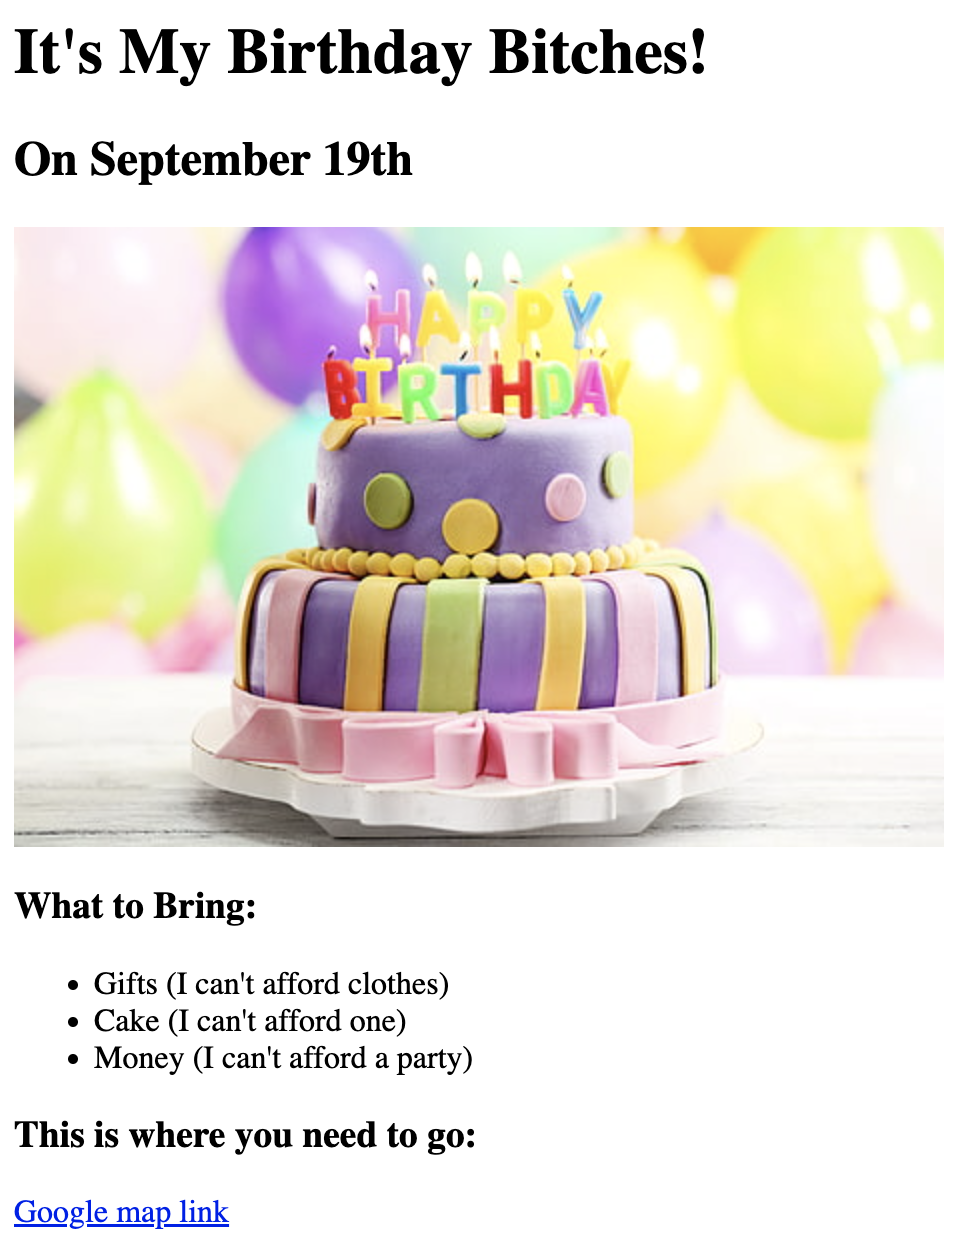 It's My Birthday Bitches!
On September 19th
HAPPY
BIRTHDAY
What to Bring:
Gifts (I can't afford clothes)
Cake (I can't afford one)
Money (I can't afford a party)
This is where you need to go:
Google map link